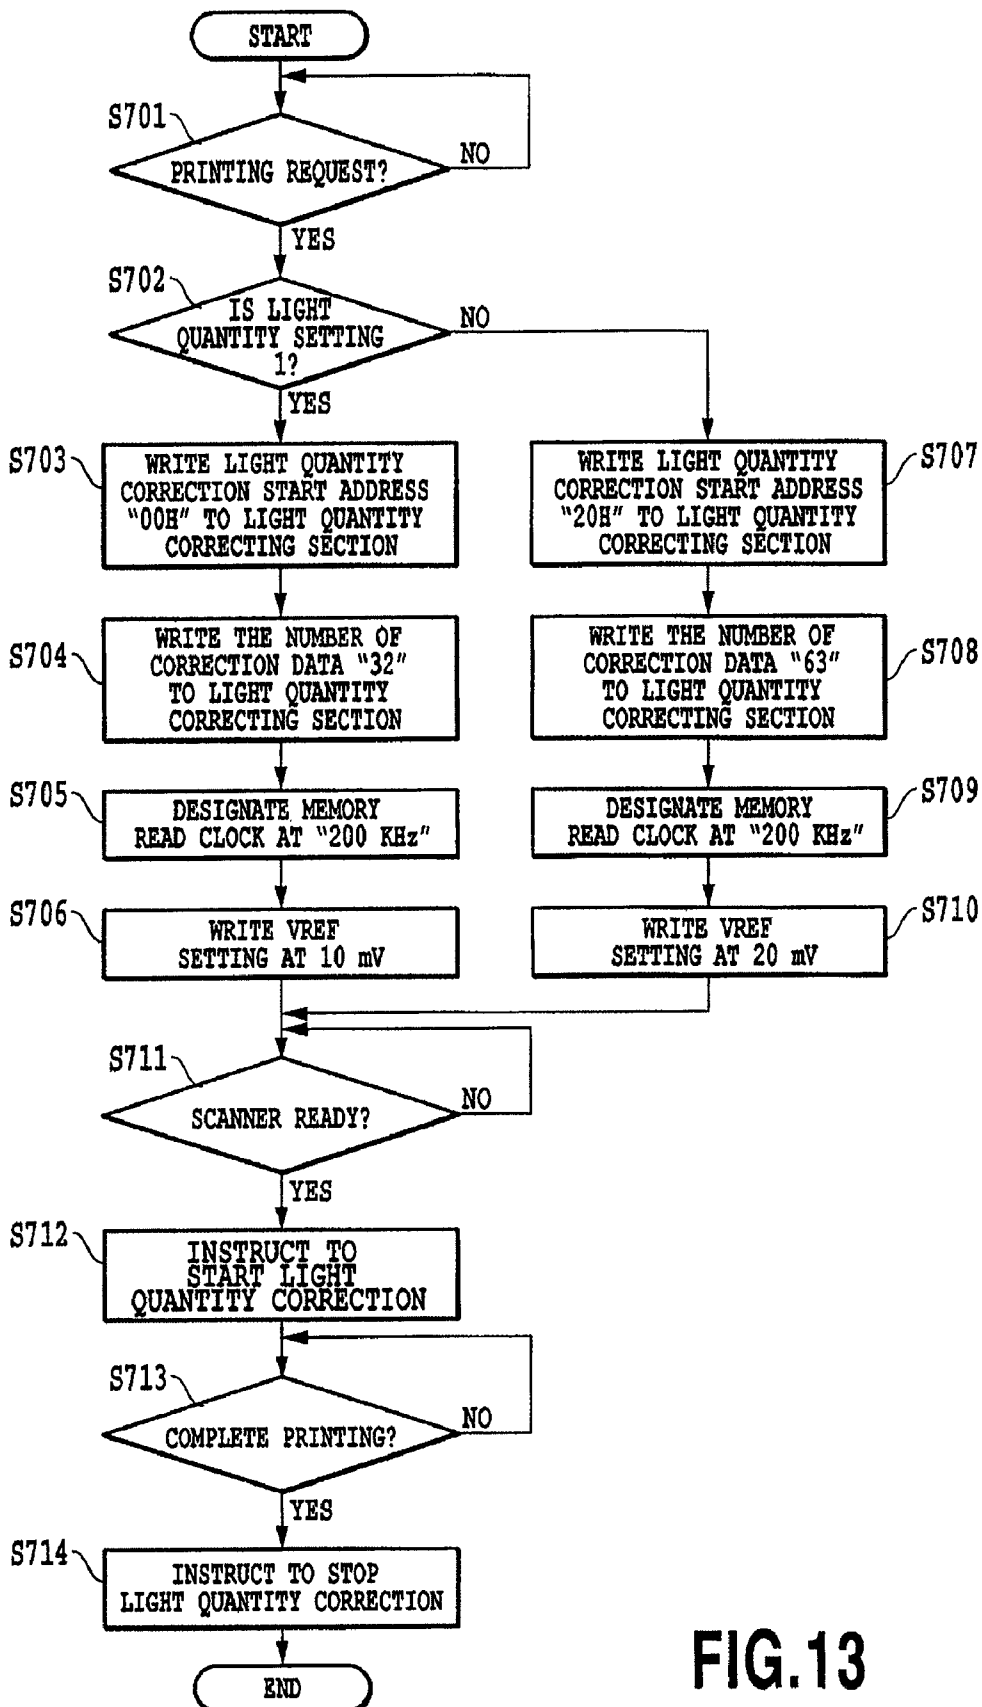 START
S701
PRINTING REQUEST?
NO
YES
S702
IS LIGHT
QUANTITY SETTING
1?
NO
YES
S703
WRITE LIGHT QUANTITY
CORRECTION START ADDRESS
“00H” TO LIGHT QUANTITY
CORRECTING SECTION
S707
WRITE LIGHT QUANTITY
CORRECTION START ADDRESS
“20H” TO LIGHT QUANTITY
CORRECTING SECTION
S704
WRITE THE NUMBER OF
CORRECTION DATA “32”
TO LIGHT QUANTITY
CORRECTING SECTION
S708
WRITE THE NUMBER OF
CORRECTION DATA “63”
TO LIGHT QUANTITY
CORRECTING SECTION
S705
DESIGNATE MEMORY
READ CLOCK AT “200 KHz”
S709
DESIGNATE MEMORY
READ CLOCK AT “200 KHz”
S706
WRITE VREF
SETTING AT 10 mV
S710
WRITE VREF
SETTING AT 20 mV
S711
SCANNER READY?
NO
YES
S712
INSTRUCT TO
START LIGHT
QUANTITY CORRECTION
S713
COMPLETE PRINTING?
NO
YES
S714
INSTRUCT TO STOP
LIGHT QUANTITY CORRECTION
END
FIG.13